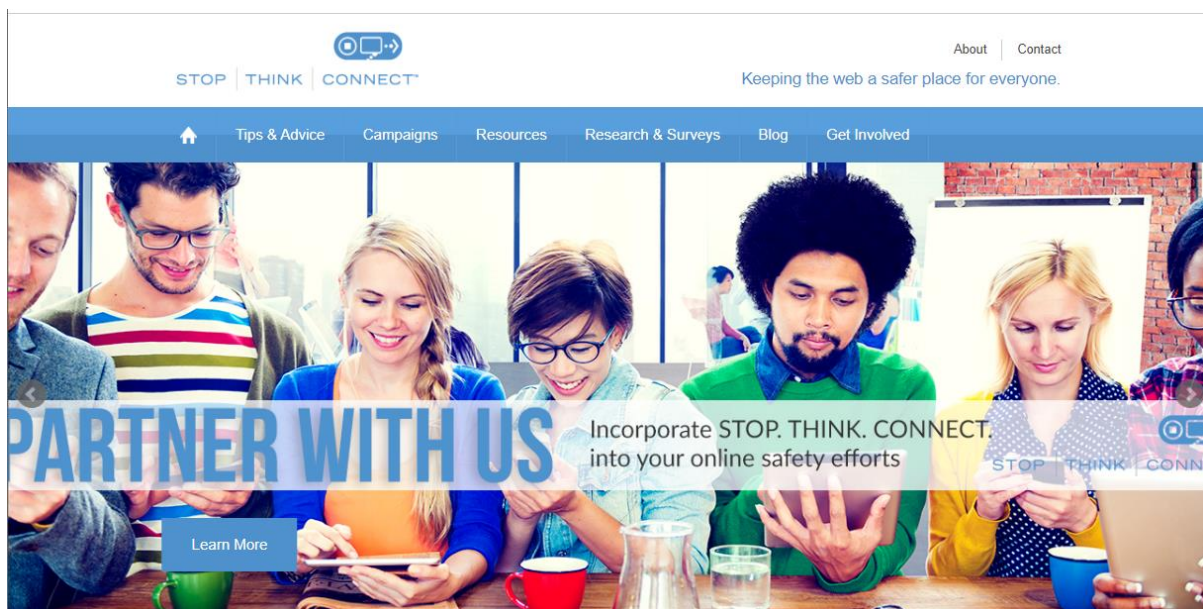 STOP | THINK | CONNECT™
About | Contact
Keeping the web a safer place for everyone.
Tips & Advice Campaigns Resources Research & Surveys Blog Get Involved
PARTNER WITH US
Incorporate STOP. THINK. CONNECT.
into your online safety efforts
STOP | THINK | CONN
Learn More